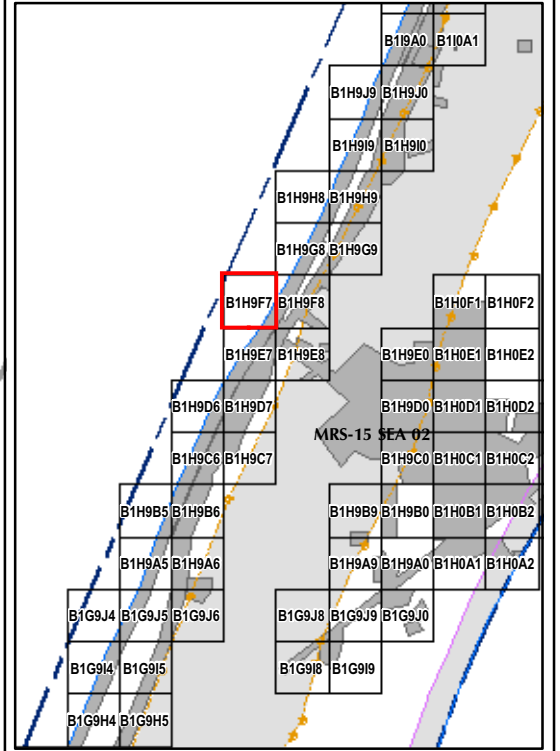 B1I9A0 B1I0A1
B1H9J9 B1H9J0
B1H9I9 B1H9I0
B1H9H8 B1H9H9
B1H9G8 B1H9G9
B1H9F7 B1H9F8 B1H0F1 B1H0F2
B1H9E7 B1H9E8 B1H9E0 B1H0E1 B1H0E2
B1H9D6 B1H9D7 B1H9D0 B1H0D1 B1H0D2
MRS-15 SEA 02
B1H9C6 B1H9C7 B1H9C0 B1H0C1 B1H0C2
B1H9B5 B1H9B6 B1H9B9 B1H9B0 B1H0B1 B1H0B2
B1H9A5 B1H9A6 B1H9A9 B1H9A0 B1H0A1 B1H0A2
B1G9J4 B1G9J5 B1G9J6 B1G9J8 B1G9J9 B1G9J0
B1G9I4 B1G9I5 B1G9I8 B1G9I9
B1G9H4 B1G9H5